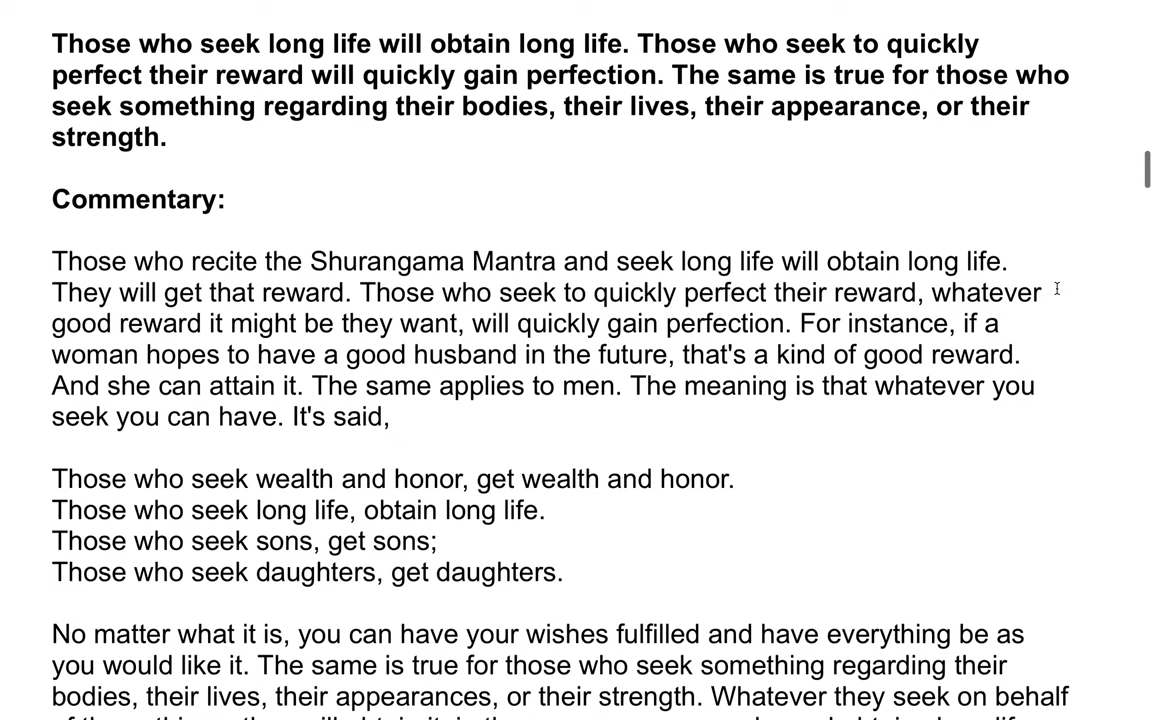 Those who seek long life will obtain long life. Those who seek to quickly
perfect their reward will quickly gain perfection. The same is true for those who
seek something regarding their bodies, their lives, their appearance, or their
strength.
Commentary:
Those who recite the Shurangama Mantra and seek long life will obtain long life.
They will get that reward. Those who seek to quickly perfect their reward, whatever
good reward it might be they want, will quickly gain perfection. For instance, if a
woman hopes to have a good husband in the future, that's a kind of good reward.
And she can attain it. The same applies to men. The meaning is that whatever you
seek you can have. It's said,
Those who seek wealth and honor, get wealth and honor.
Those who seek long life, obtain long life.
Those who seek sons, get sons;
Those who seek daughters, get daughters.
No matter what it is, you can have your wishes fulfilled and have everything be as
you would like it. The same is true for those who seek something regarding their
bodies, their lives, their appearances, or their strength. Whatever they seek on behalf